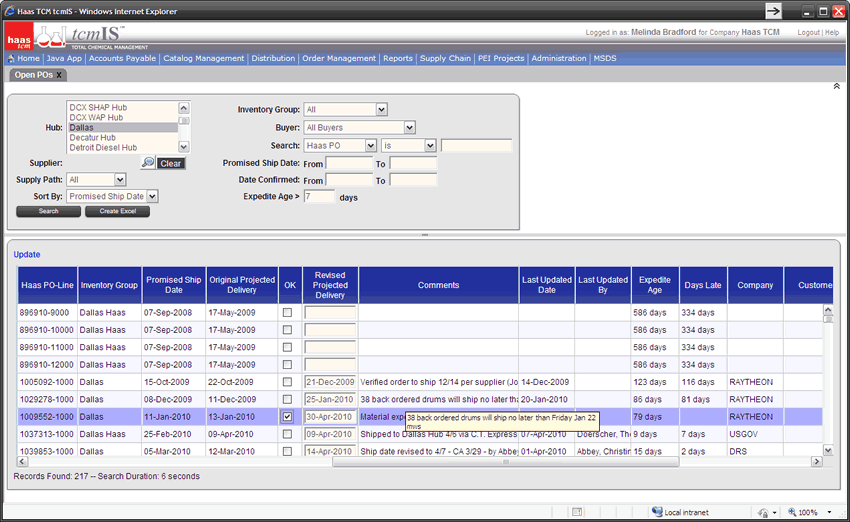 Haas TCM tcmIS - Windows Internet Explorer
haas tcm
tcmIS
TOTAL CHEMICAL MANAGEMENT
Logged in as: Melinda Bradford for Company Haas TCM
Logout | Help
Home | Java App | Accounts Payable | Catalog Management | Distribution | Order Management | Reports | Supply Chain | PEI Projects | Administration | MSDS
Open POs X
Hub:
DCX SHAP Hub
DCX WAP Hub
Dallas
Decatur Hub
Detroit Diesel Hub
Inventory Group: All
Buyer: All Buyers
Search: Haas PO is
Supplier: Clear
Promised Ship Date: From To
Supply Path: All
Date Confirmed: From To
Sort By: Promised Ship Date
Expedite Age > 7 days
Search Create Excel
Update
Haas PO-Line Inventory Group Promised Ship Date Original Projected Delivery OK Revised Projected Delivery Comments Last Updated Date Last Updated By Expedite Age Days Late Company Custome
896910-9000 Dallas Haas 07-Sep-2008 17-May-2009 586 days 334 days
896910-10000 Dallas Haas 07-Sep-2008 17-May-2009 586 days 334 days
896910-11000 Dallas Haas 07-Sep-2008 17-May-2009 586 days 334 days
896910-12000 Dallas Haas 07-Sep-2008 17-May-2009 586 days 334 days
1005092-1000 Dallas 15-Oct-2009 22-Oct-2009 21-Dec-2009 Verified order to ship 12/14 per supplier (Jo 14-Dec-2009 123 days 116 days RAYTHEON
1029278-1000 Dallas 08-Dec-2009 11-Dec-2009 25-Jan-2010 38 back ordered drums will ship no later tha 20-Jan-2010 86 days 81 days RAYTHEON
1009552-1000 Dallas 11-Jan-2010 13-Jan-2010 30-Apr-2010 Material exp 79 days RAYTHEON
38 back ordered drums will ship no later than Friday Jan 22
mws
1037313-1000 Dallas Haas 25-Feb-2010 09-Apr-2010 09-Apr-2010 Shipped to Dallas Hub 4/6 via C.T. Express 07-Apr-2010 Doerscher, Tho 9 days 7 days USGOV
1039853-1000 Dallas 05-Mar-2010 12-Mar-2010 14-Apr-2010 Ship date revised to 4/7 - CA 3/29 - by Abbey 01-Apr-2010 Abbey, Christin 15 days 2 days DRS
Records Found: 217 -- Search Duration: 6 seconds
Local intranet
100%